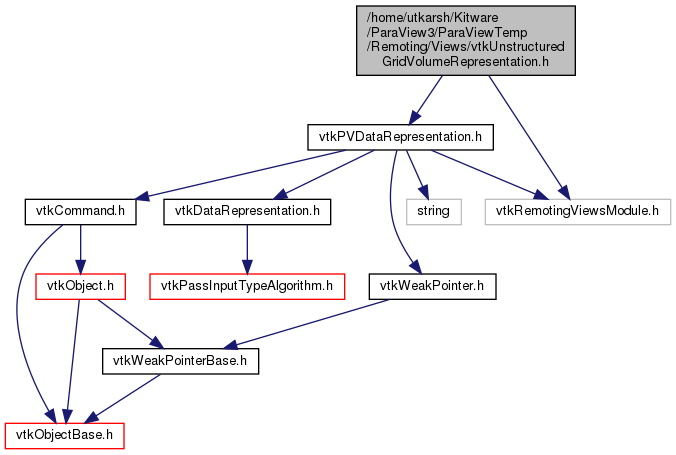 /home/utkarsh/Kitware
/ParaView3/ParaViewTemp
/Remoting/Views/vtkUnstructured
GridVolumeRepresentation.h
vtkPVDataRepresentation.h
vtkCommand.h
vtkDataRepresentation.h
string
vtkRemotingViewsModule.h
vtkObject.h
vtkPassInputTypeAlgorithm.h
vtkWeakPointer.h
vtkWeakPointerBase.h
vtkObjectBase.h